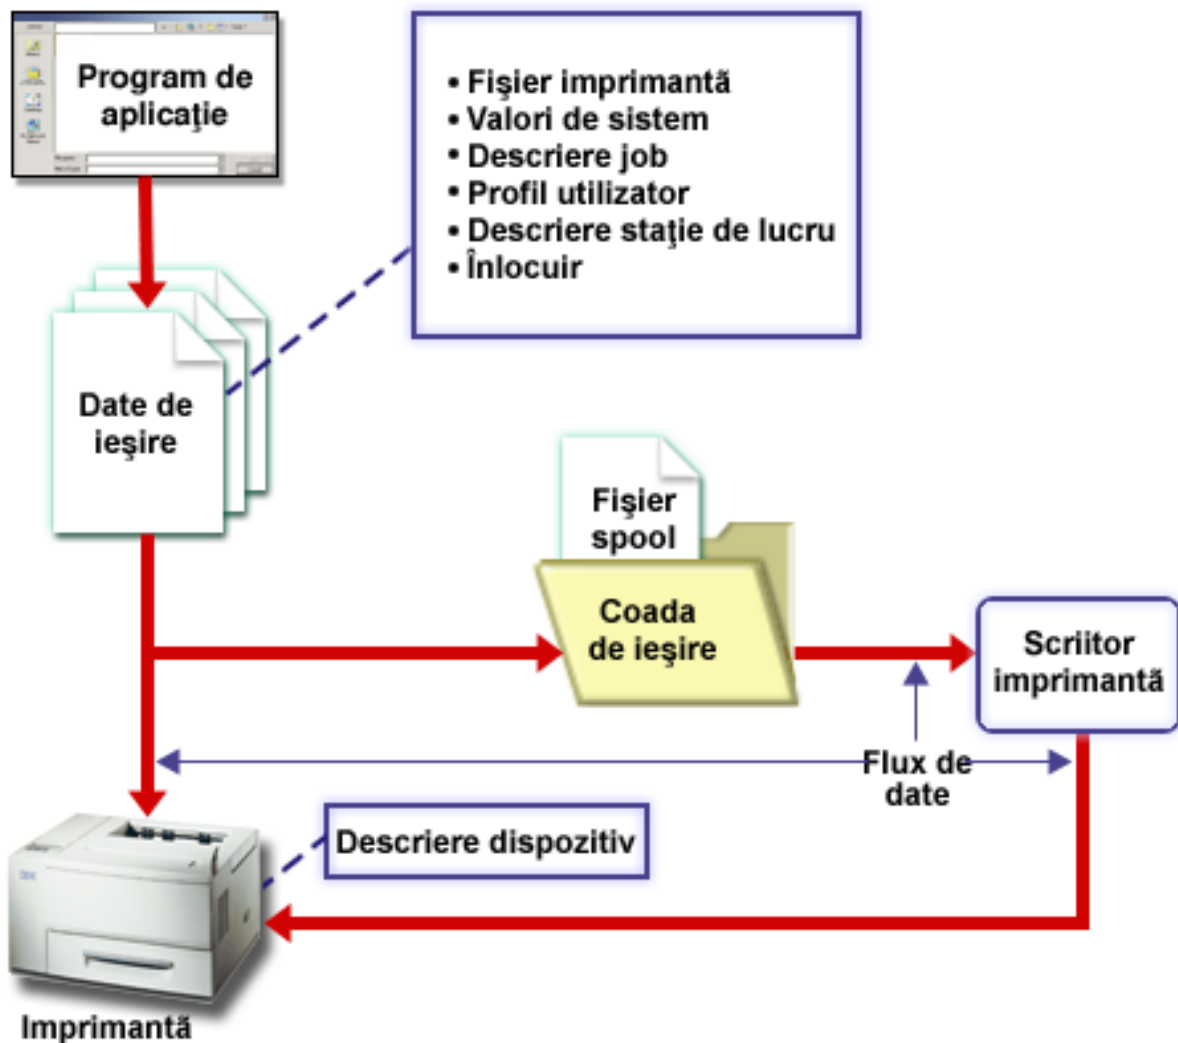 Program de
aplicaţie
• Fişier imprimantă
• Valori de sistem
• Descriere job
• Profil utilizator
• Descriere staţie de lucru
• Înlocuir
Date de
ieşire
Fişier
spool
Coada
de ieşire
Scriitor
imprimantă
Flux de
date
Descriere dispozitiv
IBM
Imprimantă